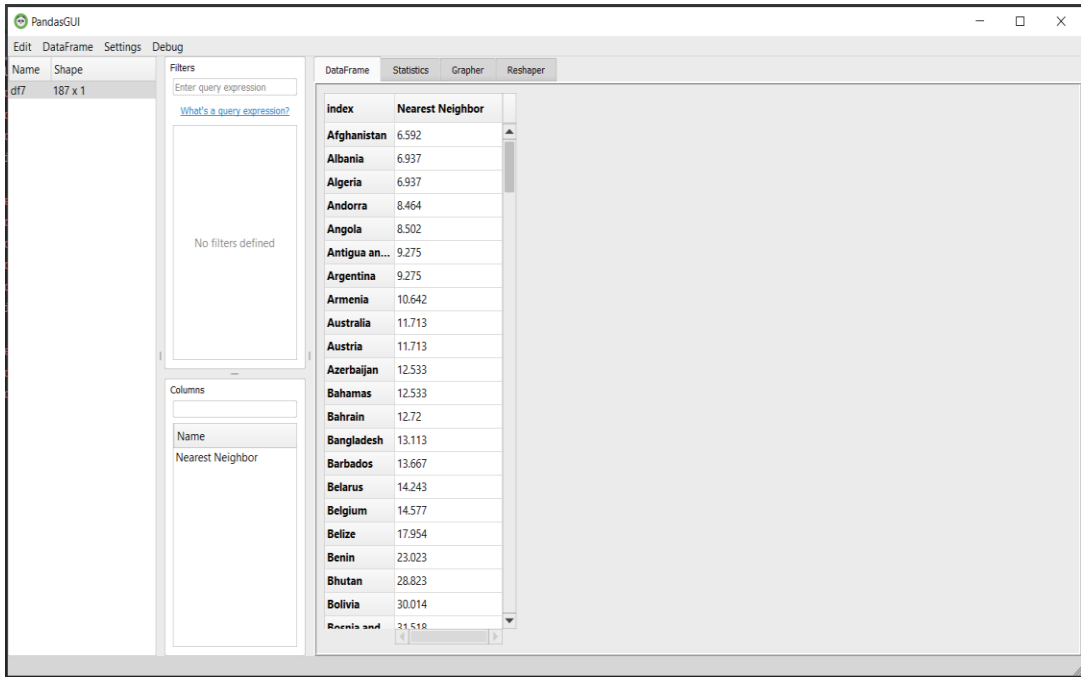 PandasGUI
Edit DataFrame Settings Debug
Name Shape
df7 187 x 1
Filters
Enter query expression
What's a query expression?
No filters defined
Columns
Name
Nearest Neighbor
DataFrame Statistics Grapher Reshaper
index Nearest Neighbor
Afghanistan 6.592
Albania 6.937
Algeria 6.937
Andorra 8.464
Angola 8.502
Antigua an... 9.275
Argentina 9.275
Armenia 10.642
Australia 11.713
Austria 11.713
Azerbaijan 12.533
Bahamas 12.533
Bahrain 12.72
Bangladesh 13.113
Barbados 13.667
Belarus 14.243
Belgium 14.577
Belize 17.954
Benin 23.023
Bhutan 28.823
Bolivia 30.014
Bosnia and 31.518